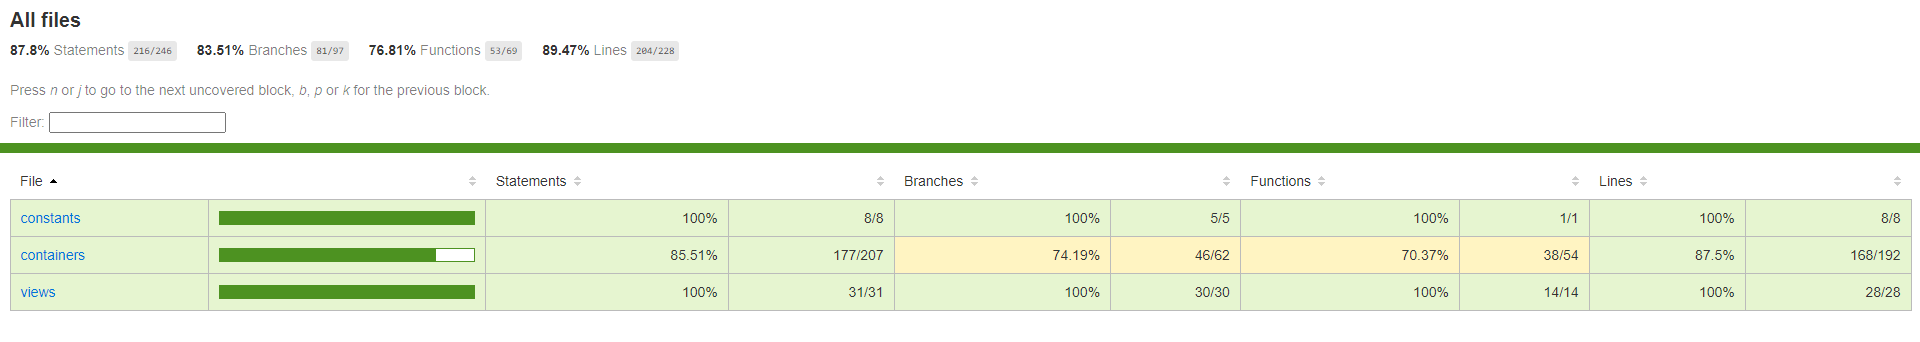 All files
87.8% Statements 216/246 83.51% Branches 81/97 76.81% Functions 53/69 89.47% Lines 204/228
Press n or j to go to the next uncovered block, b, p or k for the previous block.
Filter:
File Statements Branches Functions Lines
constants 100% 8/8 100% 5/5 100% 1/1 100% 8/8
containers 85.51% 177/207 74.19% 46/62 70.37% 38/54 87.5% 168/192
views 100% 31/31 100% 30/30 100% 14/14 100% 28/28